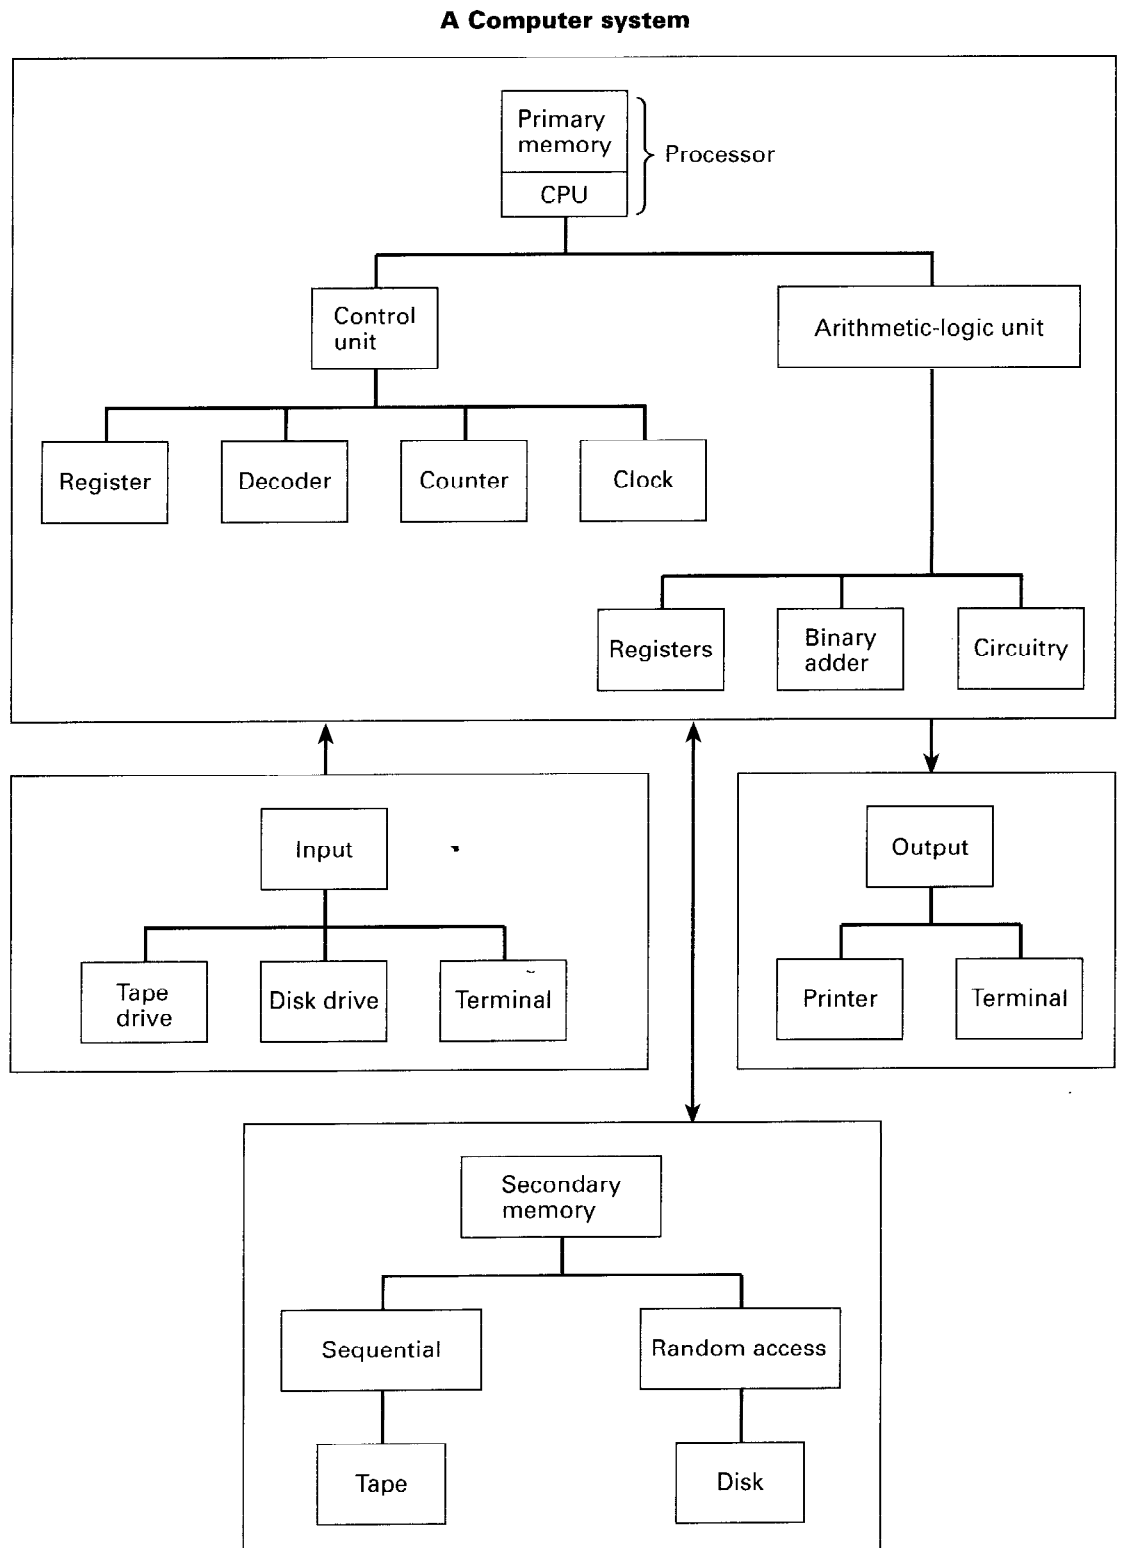 A Computer system
Primary
memory
CPU
Processor
Control
unit
Arithmetic-logic unit
Register
Decoder
Counter
Clock
Registers
Binary
adder
Circuitry
Input
Output
Tape
drive
Disk drive
Terminal
Printer
Terminal
Secondary
memory
Sequential
Random access
Tape
Disk